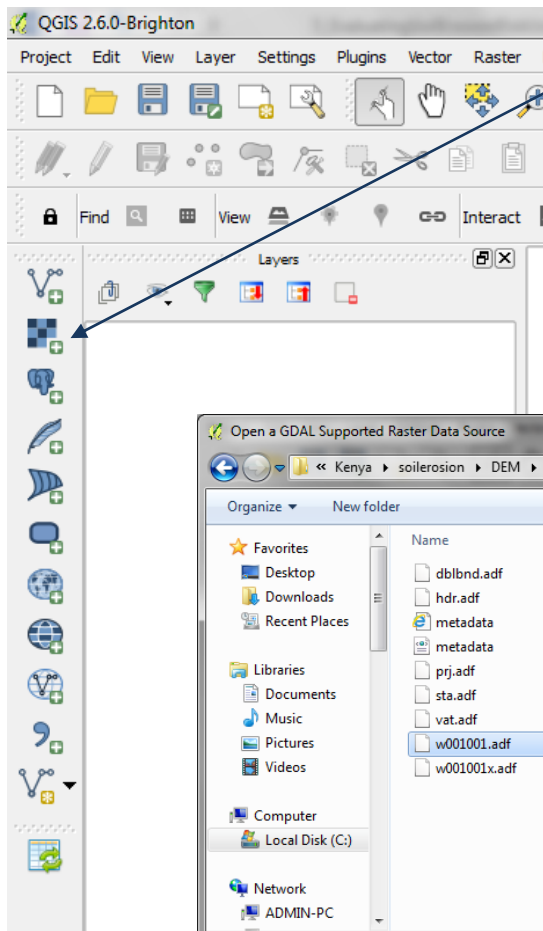 QGIS 2.6.0-Brighton
Project Edit View Layer Settings Plugins Vector Raster
Find View Interact
Layers
Open a GDAL Supported Raster Data Source
« Kenya soilerosion DEM
Organize New folder
Favorites
Desktop
Downloads
Recent Places
Libraries
Documents
Music
Pictures
Videos
Computer
Local Disk (C:)
Network
ADMIN-PC
Name
dblbnd.adf
hdr.adf
metadata
metadata
prj.adf
sta.adf
vat.adf
w001001.adf
w001001x.adf